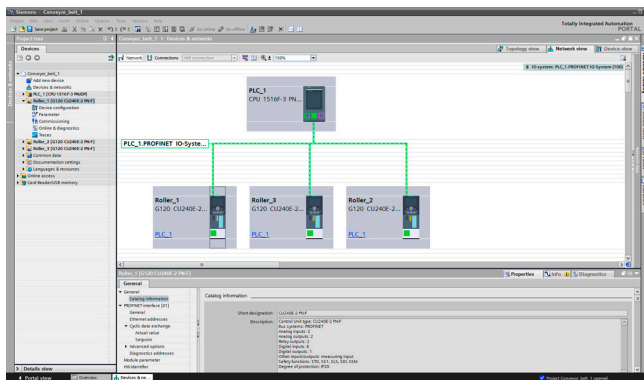 Siemens - Conveyor_belt_1
Totally Integrated Automation
PORTAL
Save project
Go online
Go offline
Project tree
Conveyor_belt_1 ▸ Devices & networks
Devices
Topology view
Network view
Device view
Network
Connections
HMI connection
150%
IO system: PLC_1.PROFINET IO-System (100)
Conveyor_belt_1
Add new device
Devices & networks
PLC_1 [CPU 1516F-3 PN/DP]
Roller_1 [G120 CU240E-2 PN-F]
Device configuration
Parameter
Commissioning
Online & diagnostics
Traces
Roller_2 [G120 CU240E-2 PN-F]
Roller_3 [G120 CU240E-2 PN-F]
Common data
Documentation settings
Languages & resources
Online access
Card Reader/USB memory
PLC_1
CPU 1516F-3 PN...
PLC_1.PROFINET IO-Syste...
Roller_1
G120 CU240E-2...
PLC_1
Roller_3
G120 CU240E-2...
PLC_1
Roller_2
G120 CU240E-2...
PLC_1
Roller_1 [G120 CU240E-2 PN-F]
Properties
Info
Diagnostics
General
General
Catalog information
PROFINET interface [X1]
General
Ethernet addresses
Cyclic data exchange
Actual value
Setpoint
Advanced options
Diagnostics addresses
Module parameter
HW identifier
Catalog information
Short designation: CU240E-2 PN-F
Description: Control Unit type: CU240E-2 PN-F
Bus systems: PROFINET
Analog inputs: 2
Analog outputs: 2
Relay outputs: 2
Digital inputs: 6
Digital outputs: 1
Other inputs/outputs: measuring input
Safety functions: STO, SS1, SLS, SDI, SSM
Degree of protection: IP20
Details view
Portal view
Overview
Devices & ne...
Project Conveyor_belt_1 opened.